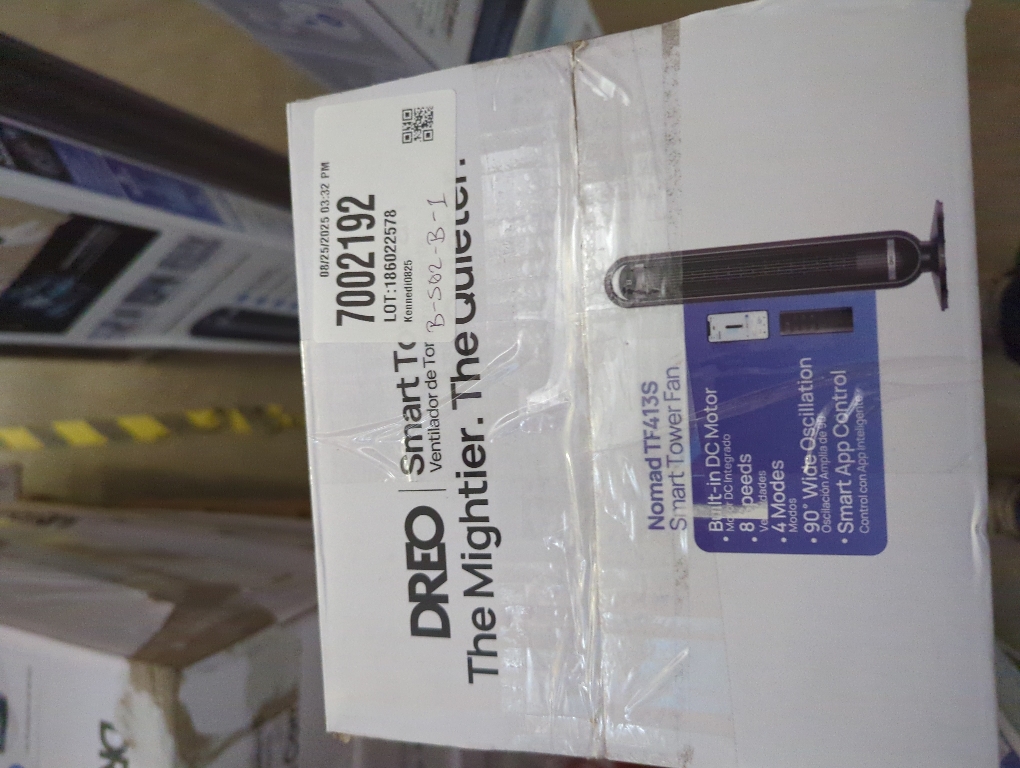 08/25/2025 03:32 PM
7002192
LOT:186022578
Kennedi0825
B-S02-B-1
DREO | Smart
Ventilador de
The Mightier. The Quieter.
Nomad TF413S
Smart Tower Fan
• Built-in DC Motor
Motor DC Integrado
• 8 Speeds
Velocidades
• 4 Modes
Modos
• 90° Wide Oscillation
Oscilación Amplia de 90°
• Smart App Control
Control con App Inteligente